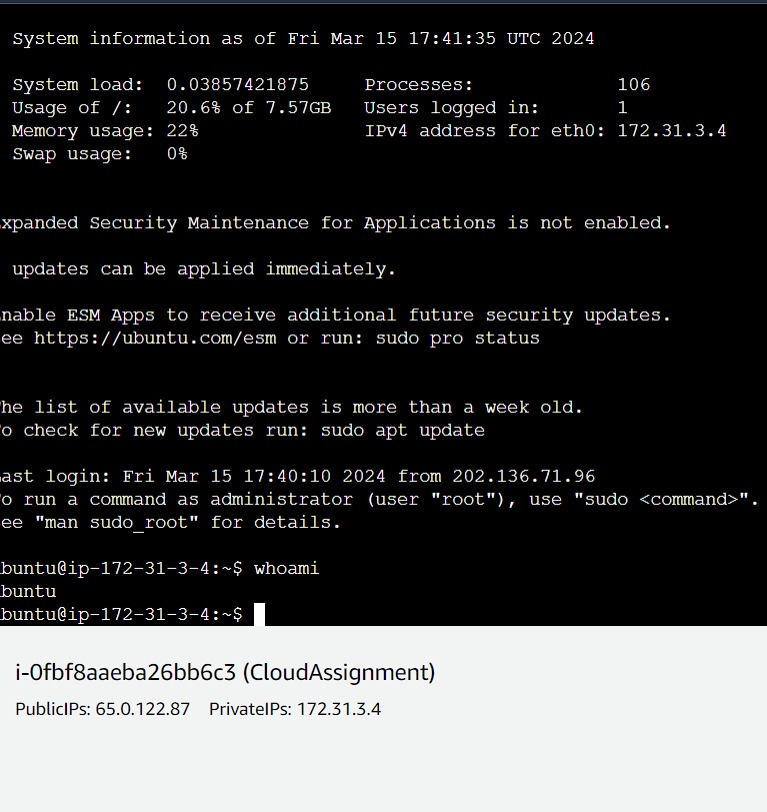 System information as of Fri Mar 15 17:41:35 UTC 2024
System load: 0.03857421875 Processes: 106
Usage of /: 20.6% of 7.57GB Users logged in: 1
Memory usage: 22% IPv4 address for eth0: 172.31.3.4
Swap usage: 0%
xpanded Security Maintenance for Applications is not enabled.
updates can be applied immediately.
nable ESM Apps to receive additional future security updates.
ee https://ubuntu.com/esm or run: sudo pro status
he list of available updates is more than a week old.
o check for new updates run: sudo apt update
ast login: Fri Mar 15 17:40:10 2024 from 202.136.71.96
o run a command as administrator (user "root"), use "sudo <command>".
ee "man sudo_root" for details.
buntu@ip-172-31-3-4:~$ whoami
buntu
buntu@ip-172-31-3-4:~$
i-0fbf8aaeba26bb6c3 (CloudAssignment)
PublicIPs: 65.0.122.87 PrivateIPs: 172.31.3.4